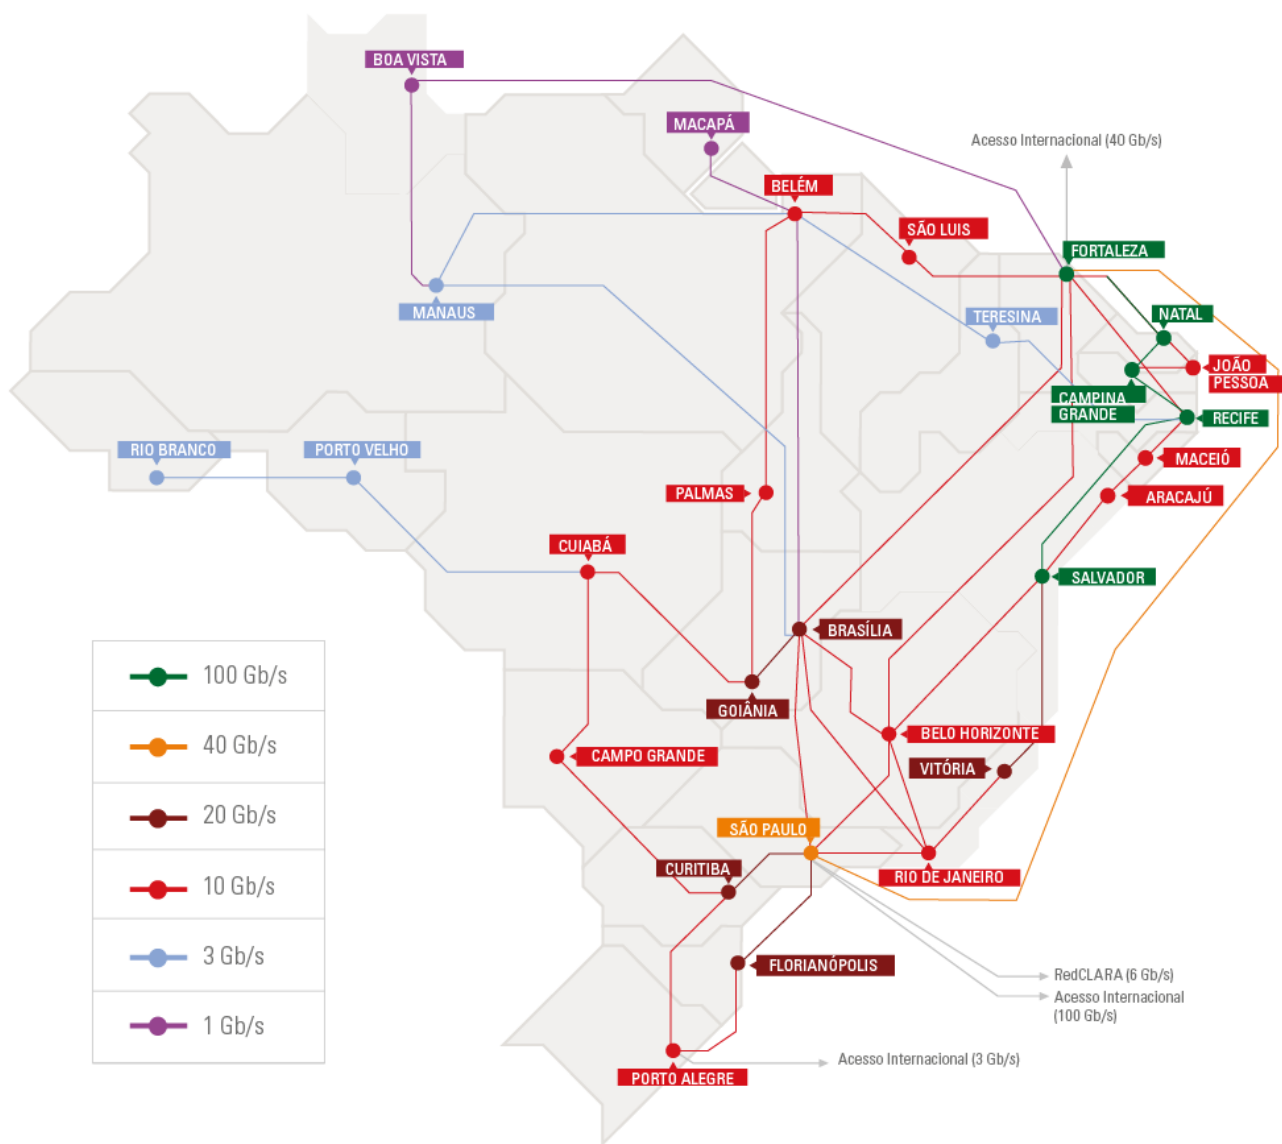 BOA VISTA
MACAPÁ
Acesso Internacional (40 Gb/s)
BELÉM
SÃO LUIS
FORTALEZA
MANAUS
TERESINA
NATAL
JOÃO
PESSOA
CAMPINA
GRANDE
RECIFE
RIO BRANCO
PORTO VELHO
MACEIÓ
PALMAS
ARACAJÚ
CUIABÁ
SALVADOR
BRASÍLIA
GOIÂNIA
BELO HORIZONTE
CAMPO GRANDE
VITÓRIA
SÃO PAULO
CURITIBA
RIO DE JANEIRO
FLORIANÓPOLIS
RedCLARA (6 Gb/s)
Acesso Internacional
(100 Gb/s)
Acesso Internacional (3 Gb/s)
PORTO ALEGRE
100 Gb/s
40 Gb/s
20 Gb/s
10 Gb/s
3 Gb/s
1 Gb/s